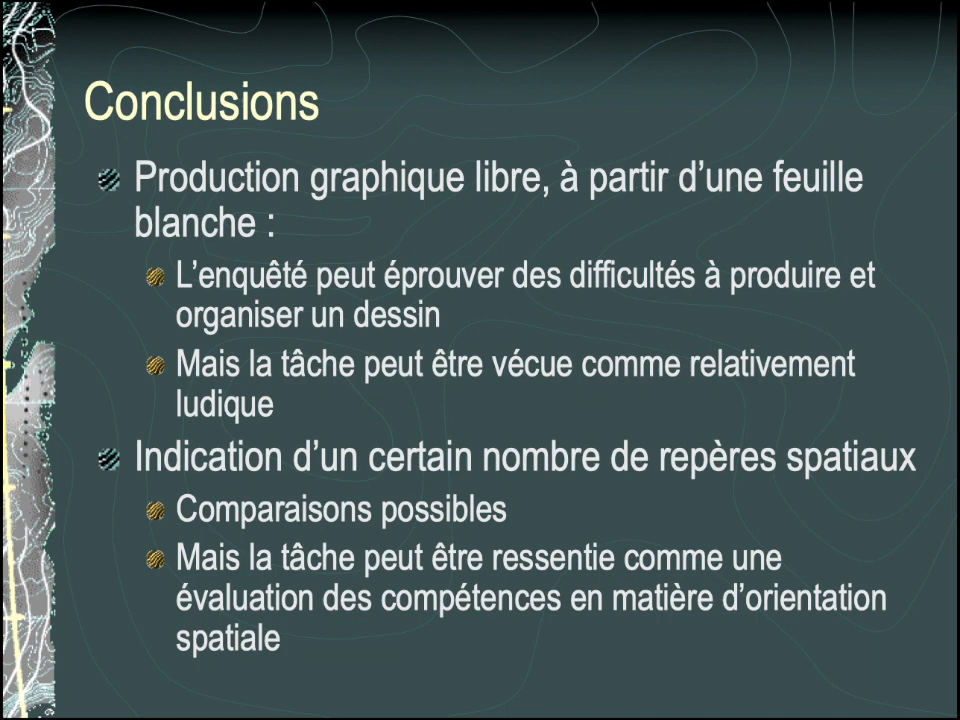 Conclusions
Production graphique libre, à partir d’une feuille
blanche :
L’enquêté peut éprouver des difficultés à produire et
organiser un dessin
Mais la tâche peut être vécue comme relativement
ludique
Indication d’un certain nombre de repères spatiaux
Comparaisons possibles
Mais la tâche peut être ressentie comme une
évaluation des compétences en matière d’orientation
spatiale